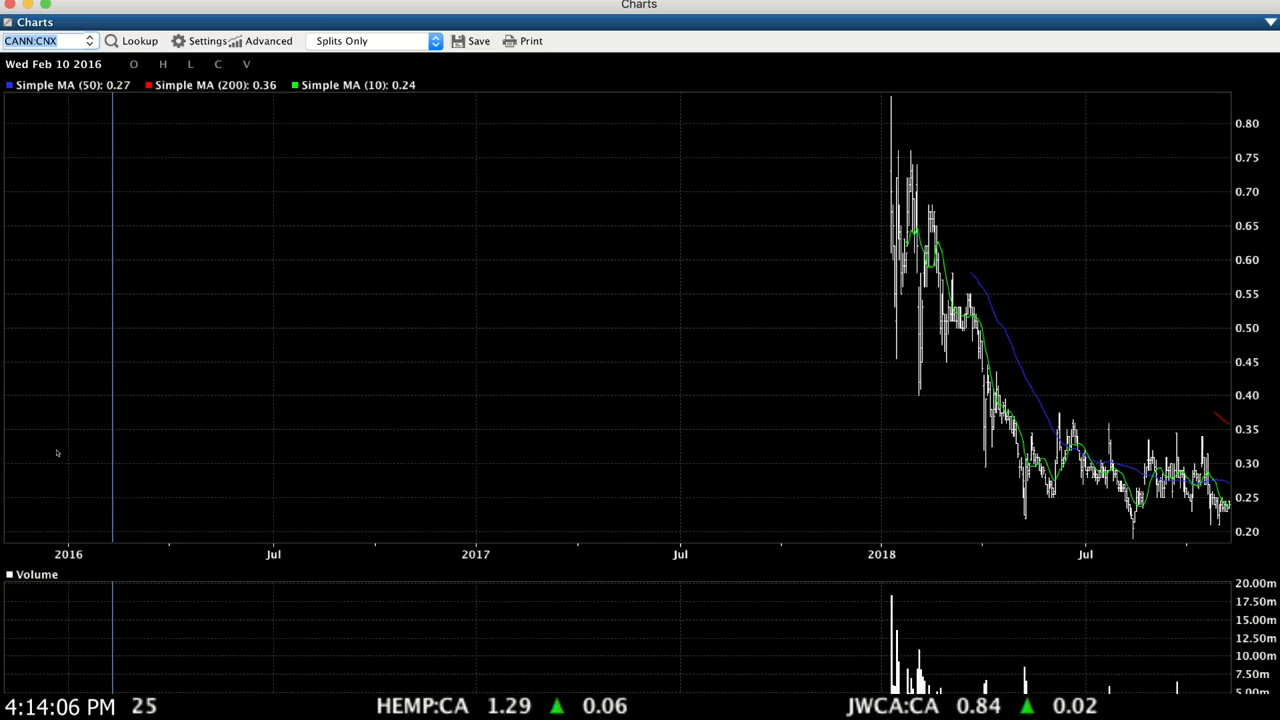 Charts
Charts
CANN:CNX Lookup Settings Advanced Splits Only Save Print
Wed Feb 10 2016 O H L C V
Simple MA (50): 0.27 Simple MA (200): 0.36 Simple MA (10): 0.24
0.80
0.75
0.70
0.65
0.60
0.55
0.50
0.45
0.40
0.35
0.30
0.25
0.20
2016 Jul 2017 Jul 2018 Jul
Volume
20.00m
17.50m
15.00m
12.50m
10.00m
7.50m
5.00m
4:14:06 PM 25 HEMP:CA 1.29 0.06 JWCA:CA 0.84 0.02